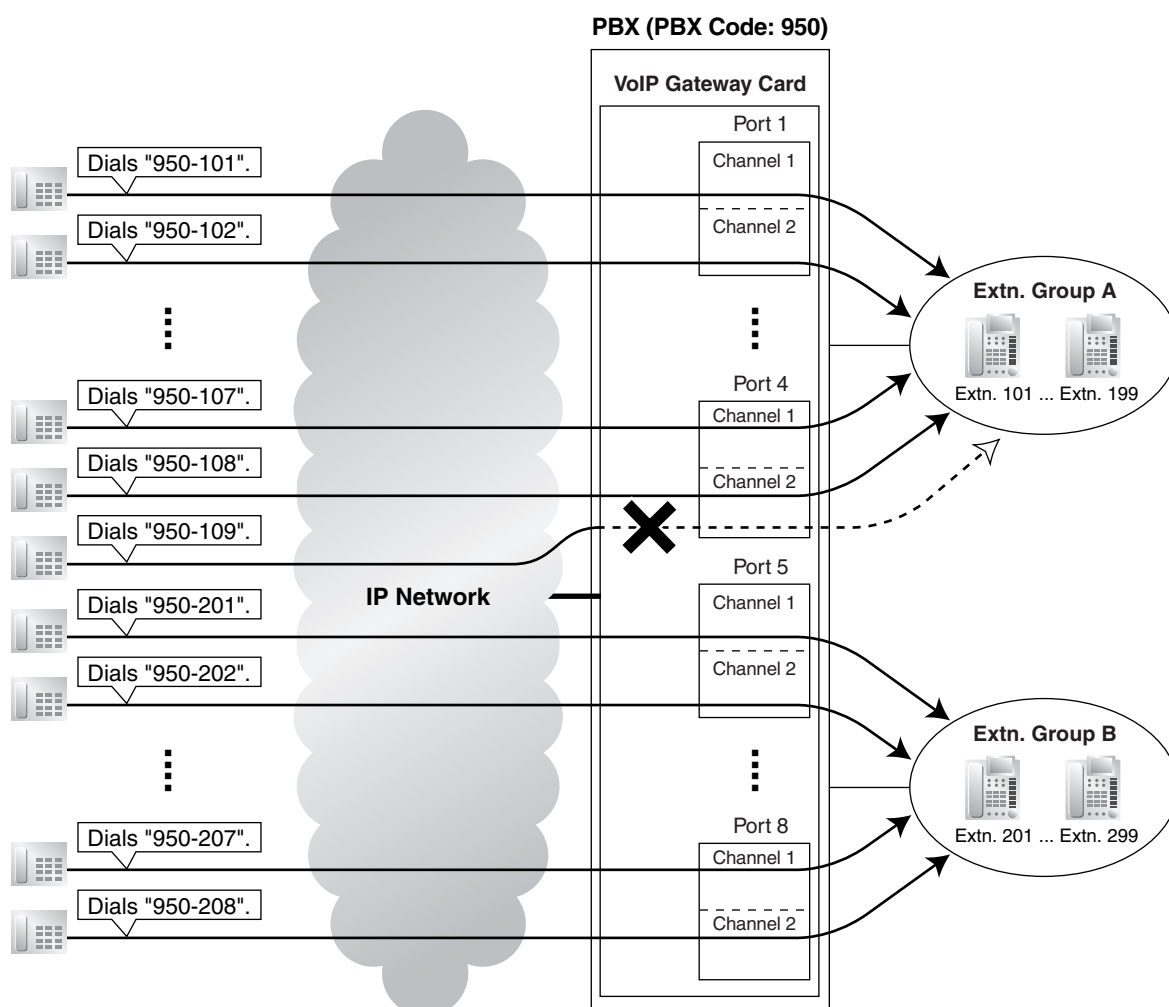 PBX (PBX Code: 950)
VoIP Gateway Card
Port 1
Dials "950-101".
Channel 1
Dials "950-102".
Channel 2
Extn. Group A
Extn. 101 ... Extn. 199
Port 4
Dials "950-107".
Channel 1
Dials "950-108".
Channel 2
Dials "950-109".
Port 5
IP Network
Dials "950-201".
Channel 1
Dials "950-202".
Channel 2
Extn. Group B
Extn. 201 ... Extn. 299
Port 8
Dials "950-207".
Channel 1
Dials "950-208".
Channel 2